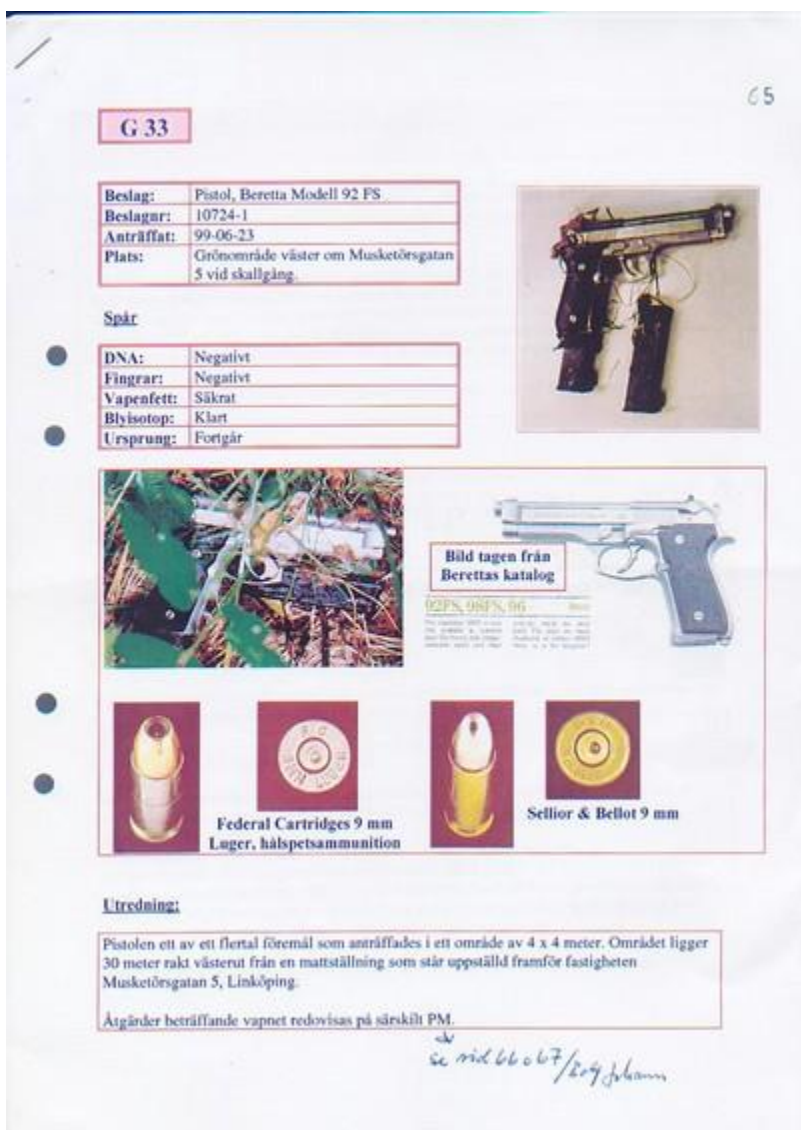 65
G 33
Beslag: Pistol, Beretta Modell 92 FS
Beslagnr: 10724-1
Anträffat: 99-06-23
Plats: Grönområde väster om Musketörsgatan
5 vid skallgång.
Spår
DNA: Negativt
Fingrar: Negativt
Vapenfett: Säkrat
Blyisotop: Klart
Ursprung: Fortgår
Bild tagen från
Berettas katalog
92FS, 98FS, 96
Federal Cartridges 9 mm
Luger, hålspetsammunition
Sellior & Bellot 9 mm
Utredning:
Pistolen ett av ett flertal föremål som anträffades i ett område av 4 x 4 meter. Området ligger
30 meter rakt västerut från en mattställning som står uppställd framför fastigheten
Musketörsgatan 5, Linköping.
Åtgärder beträffande vapnet redovisas på särskilt PM.
se vid 66 o 67